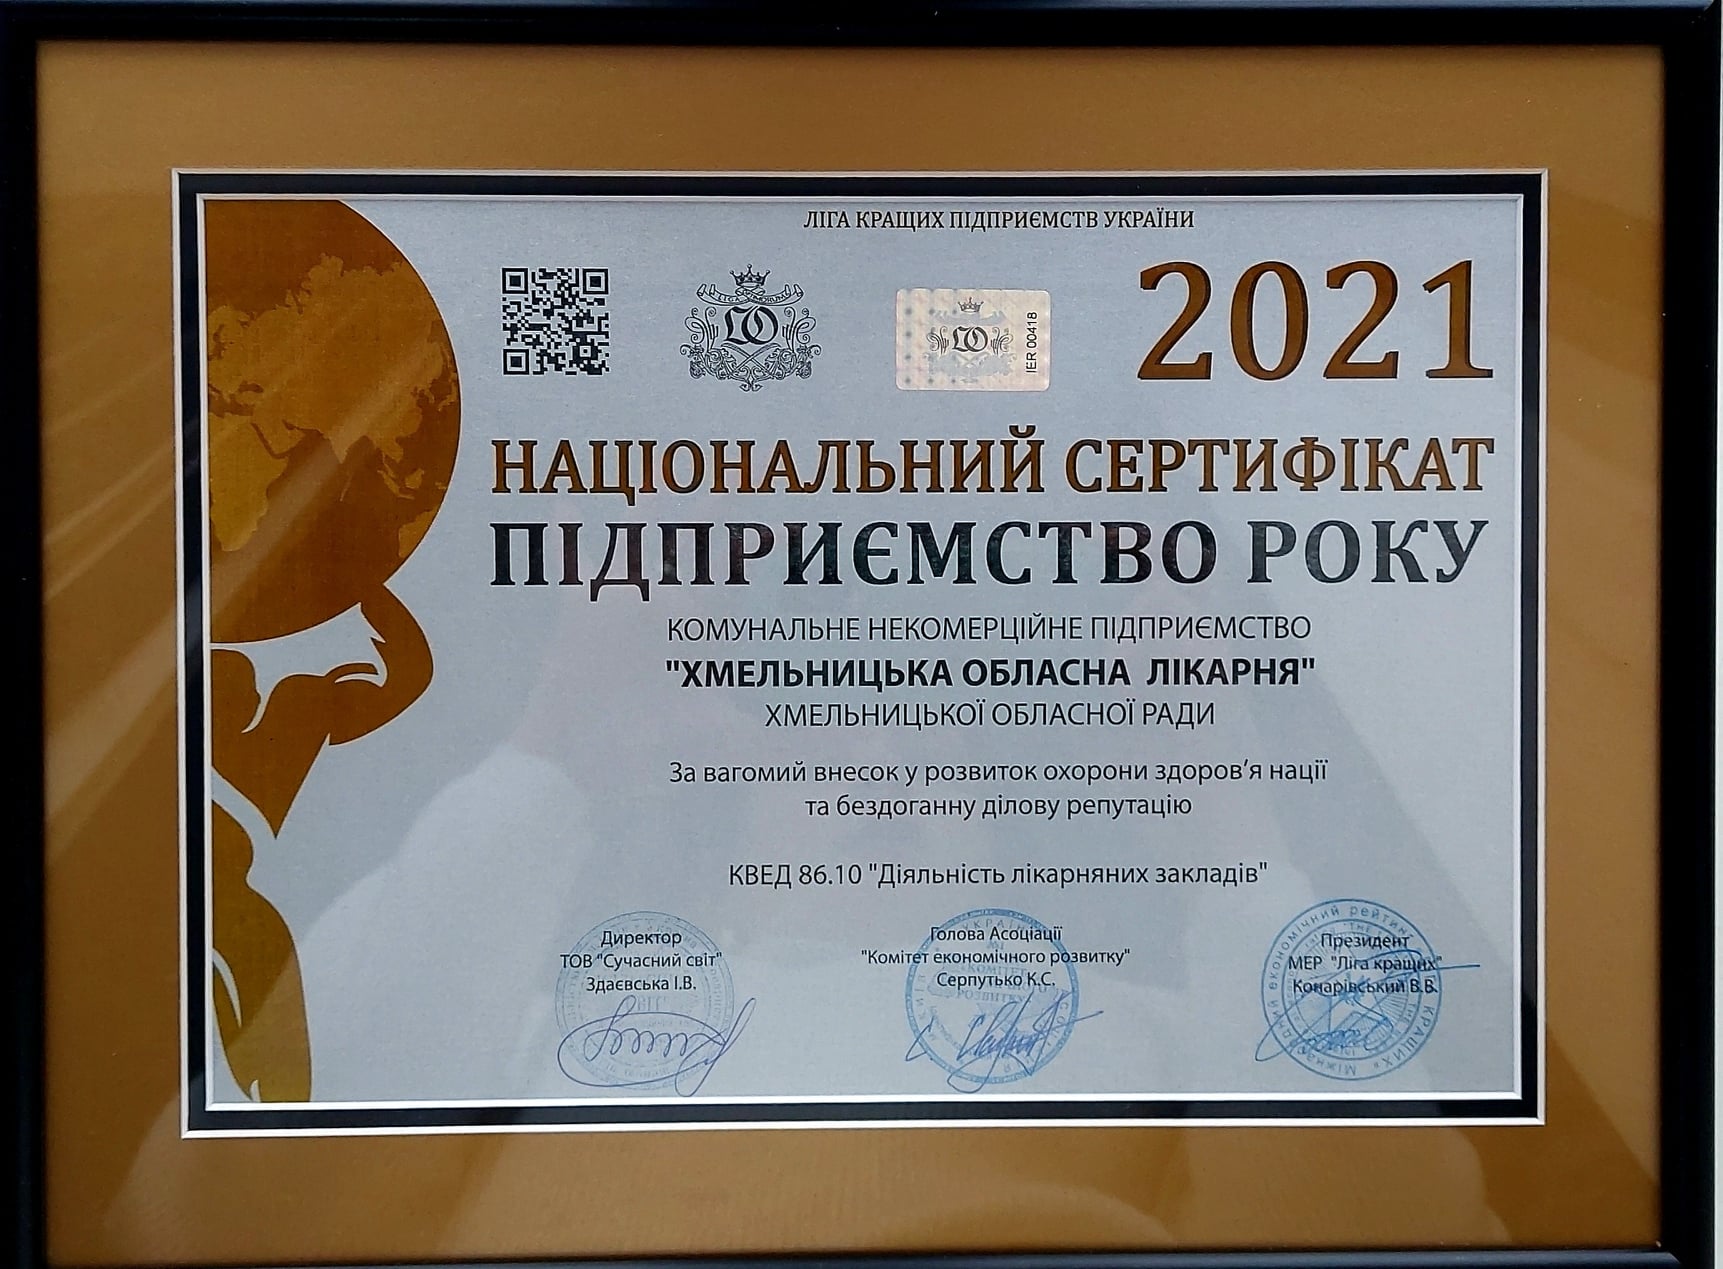 ЛІГА КРАЩИХ ПІДПРИЄМСТВ УКРАЇНИ
2021
IER 00418
НАЦІОНАЛЬНИЙ СЕРТИФІКАТ
ПІДПРИЄМСТВО РОКУ
КОМУНАЛЬНЕ НЕКОМЕРЦІЙНЕ ПІДПРИЄМСТВО
"ХМЕЛЬНИЦЬКА ОБЛАСНА ЛІКАРНЯ"
ХМЕЛЬНИЦЬКОЇ ОБЛАСНОЇ РАДИ
За вагомий внесок у розвиток охорони здоров'я нації
та бездоганну ділову репутацію
КВЕД 86.10 "Діяльність лікарняних закладів"
Директор
ТОВ "Сучасний світ"
Здаєвська І.В.
Голова Асоціації
"Комітет економічного розвитку"
Серпутько К.С.
Президент
МЕР "Ліга кращих"
Конарівський В.В.